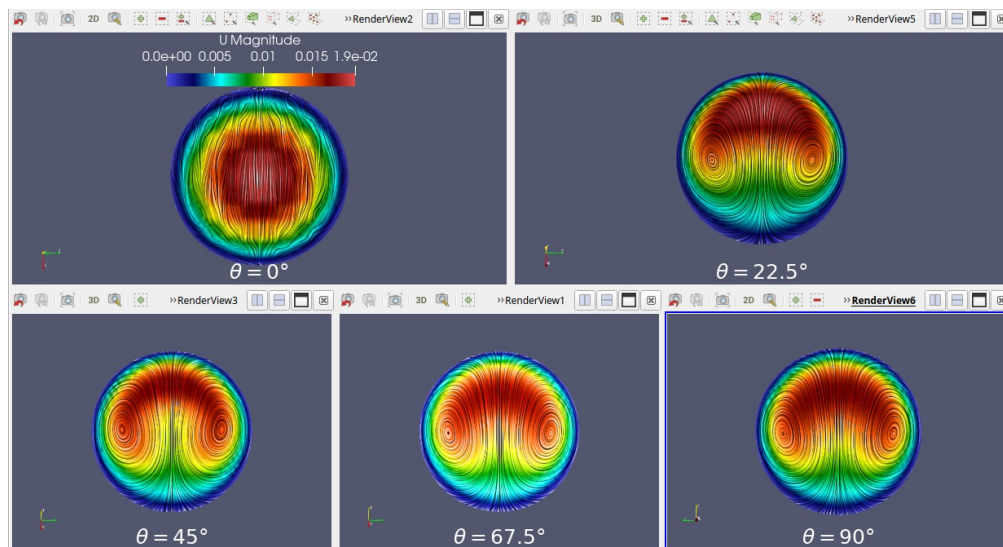 2D
»RenderView2
3D
»RenderView5
U Magnitude
0.0e+00 0.005 0.01 0.015 1.9e-02
θ = 0°
θ = 22.5°
3D
»RenderView3
3D
»RenderView1
2D
»RenderView6
θ = 45°
θ = 67.5°
θ = 90°